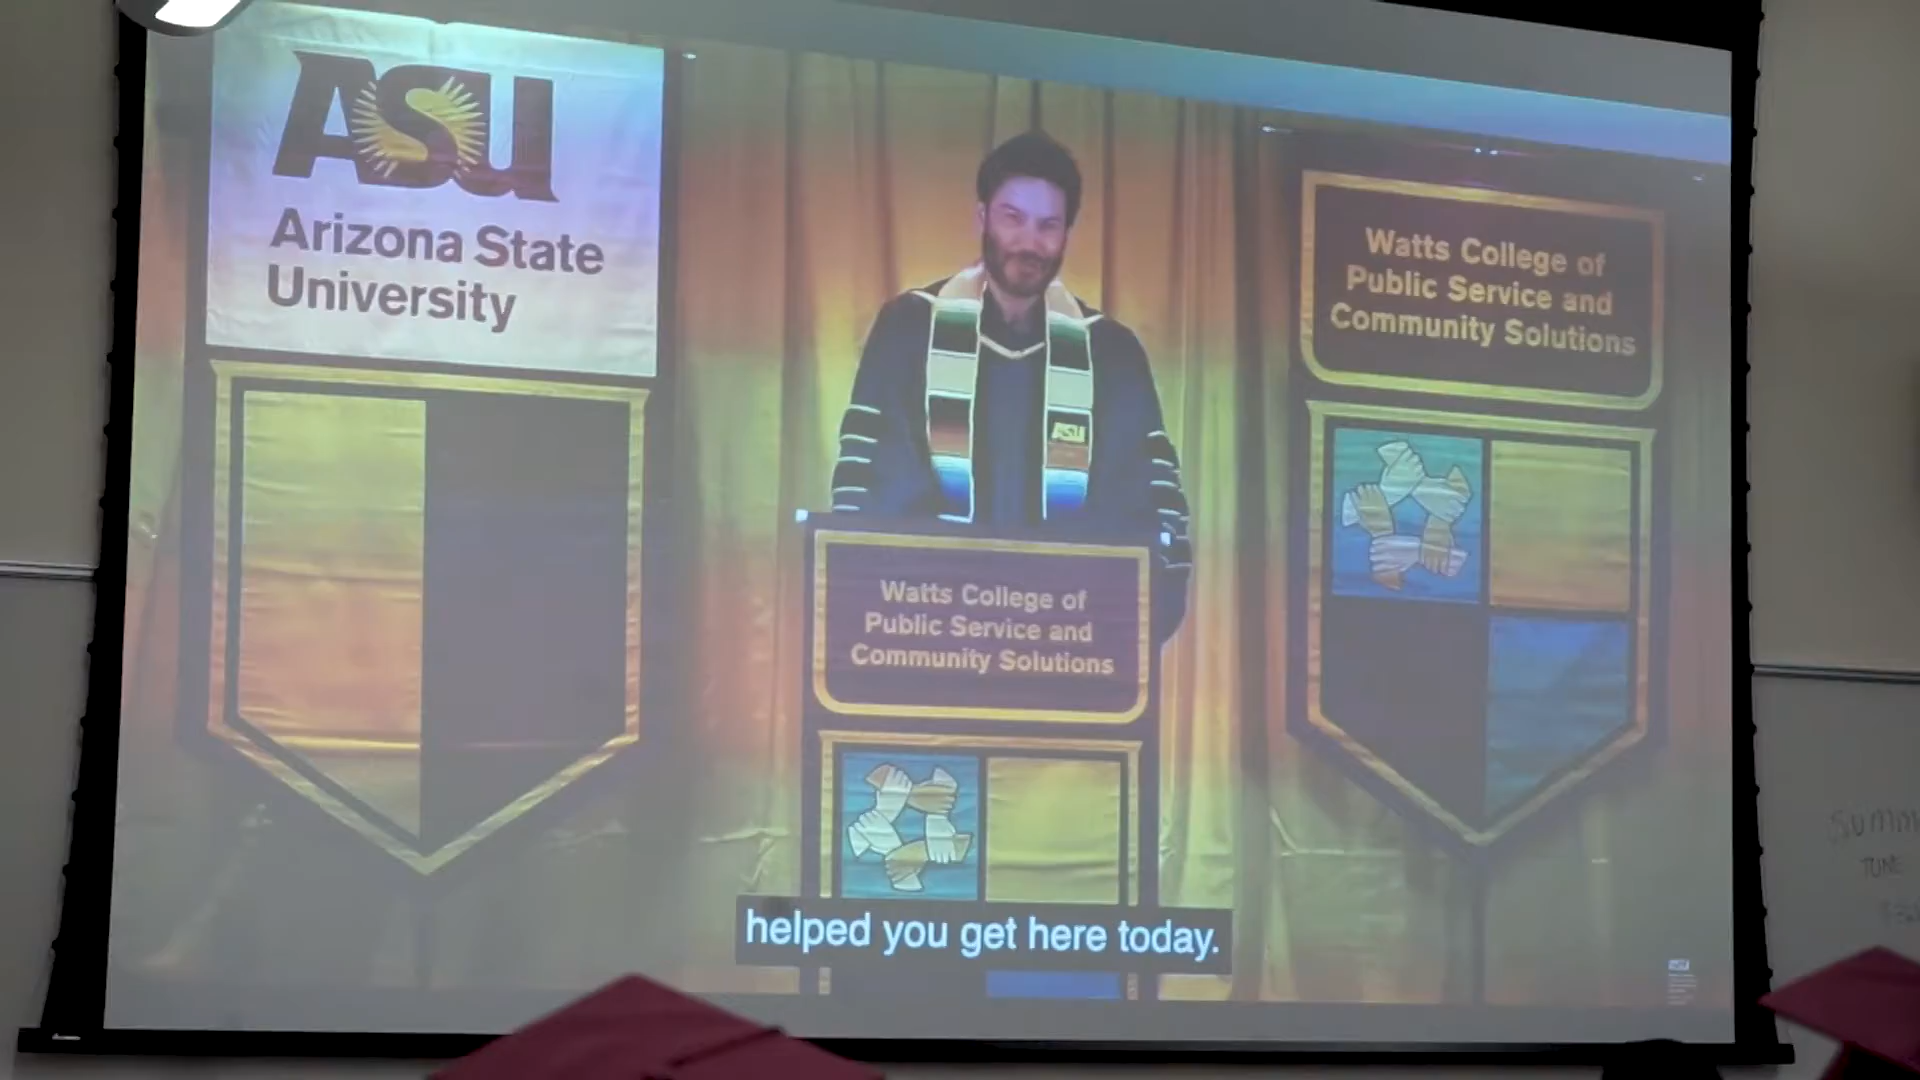 ASU
Arizona State
University
Watts College of
Public Service and
Community Solutions
ASU
Watts College of
Public Service and
Community Solutions
helped you get here today.